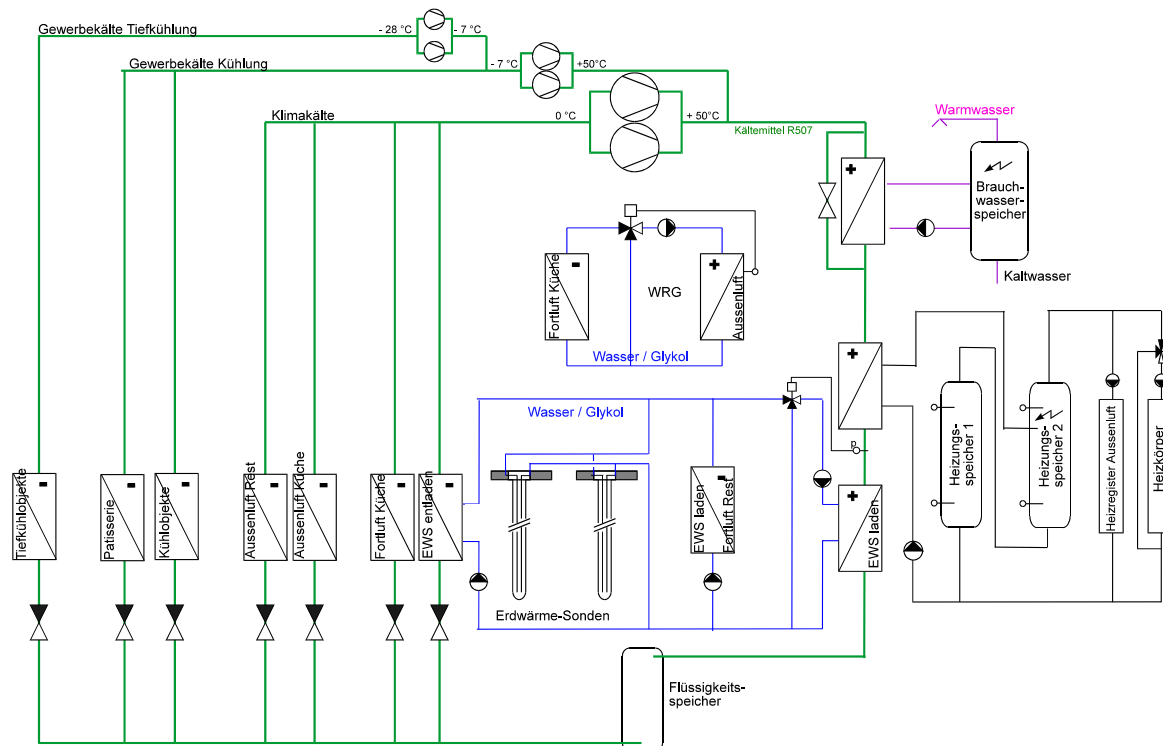 Gewerbekälte Tiefkühlung
- 28 °C
- 7 °C
Gewerbekälte Kühlung
- 7 °C
+50°C
Klimakälte
0 °C
+ 50°C
Kältemittel R507
Warmwasser
Brauch-
wasser-
speicher
Kaltwasser
Fortluft Küche
WRG
Aussenluft
Wasser / Glykol
Wasser / Glykol
p
Heizungs-
speicher 1
Heizungs-
speicher 2
Heizregister Aussenluft
Heizkörper
Tiefkühlobjekte
Patisserie
Kühlobjekte
Aussenluft Rest
Aussenluft Küche
Fortluft Küche
EWS entladen
EWS laden
Fortluft Rest
EWS laden
Erdwärme-Sonden
Flüssigkeits-
speicher